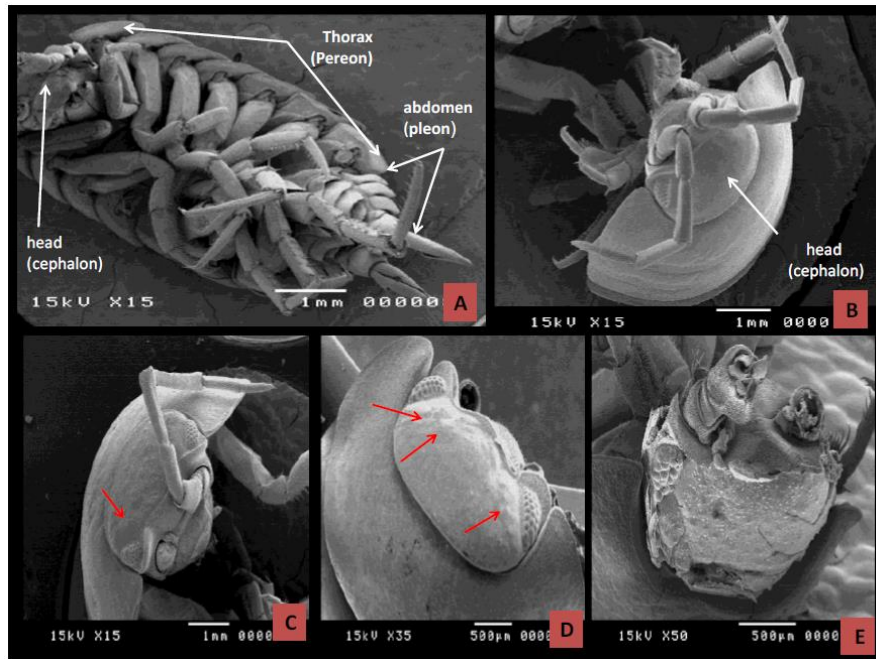 Thorax
(Pereon)
abdomen
(pleon)
head
(cephalon)
15kV X15
1mm 00000
A
head
(cephalon)
15kV X15
1mm 0000
B
15kV X15
1mm 0000
C
15kV X35
500µm 0000
D
15kV X50
500µm 0000
E